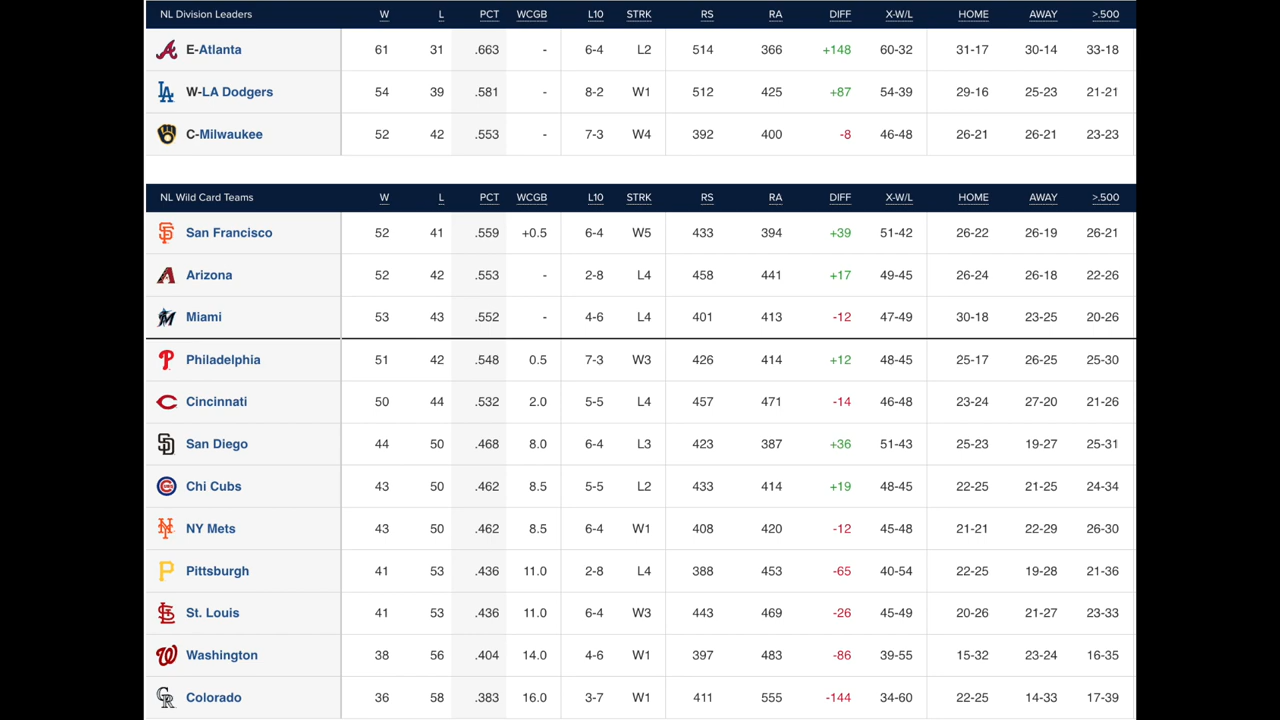 NL Division Leaders W L PCT WCGB L10 STRK RS RA DIFF X-W/L HOME AWAY >.500
E-Atlanta 61 31 .663 - 6-4 L2 514 366 +148 60-32 31-17 30-14 33-18
W-LA Dodgers 54 39 .581 - 8-2 W1 512 425 +87 54-39 29-16 25-23 21-21
C-Milwaukee 52 42 .553 - 7-3 W4 392 400 -8 46-48 26-21 26-21 23-23
NL Wild Card Teams W L PCT WCGB L10 STRK RS RA DIFF X-W/L HOME AWAY >.500
San Francisco 52 41 .559 +0.5 6-4 W5 433 394 +39 51-42 26-22 26-19 26-21
Arizona 52 42 .553 - 2-8 L4 458 441 +17 49-45 26-24 26-18 22-26
Miami 53 43 .552 - 4-6 L4 401 413 -12 47-49 30-18 23-25 20-26
Philadelphia 51 42 .548 0.5 7-3 W3 426 414 +12 48-45 25-17 26-25 25-30
Cincinnati 50 44 .532 2.0 5-5 L4 457 471 -14 46-48 23-24 27-20 21-26
San Diego 44 50 .468 8.0 6-4 L3 423 387 +36 51-43 25-23 19-27 25-31
Chi Cubs 43 50 .462 8.5 5-5 L2 433 414 +19 48-45 22-25 21-25 24-34
NY Mets 43 50 .462 8.5 6-4 W1 408 420 -12 45-48 21-21 22-29 26-30
Pittsburgh 41 53 .436 11.0 2-8 L4 388 453 -65 40-54 22-25 19-28 21-36
St. Louis 41 53 .436 11.0 6-4 W3 443 469 -26 45-49 20-26 21-27 23-33
Washington 38 56 .404 14.0 4-6 W1 397 483 -86 39-55 15-32 23-24 16-35
Colorado 36 58 .383 16.0 3-7 W1 411 555 -144 34-60 22-25 14-33 17-39